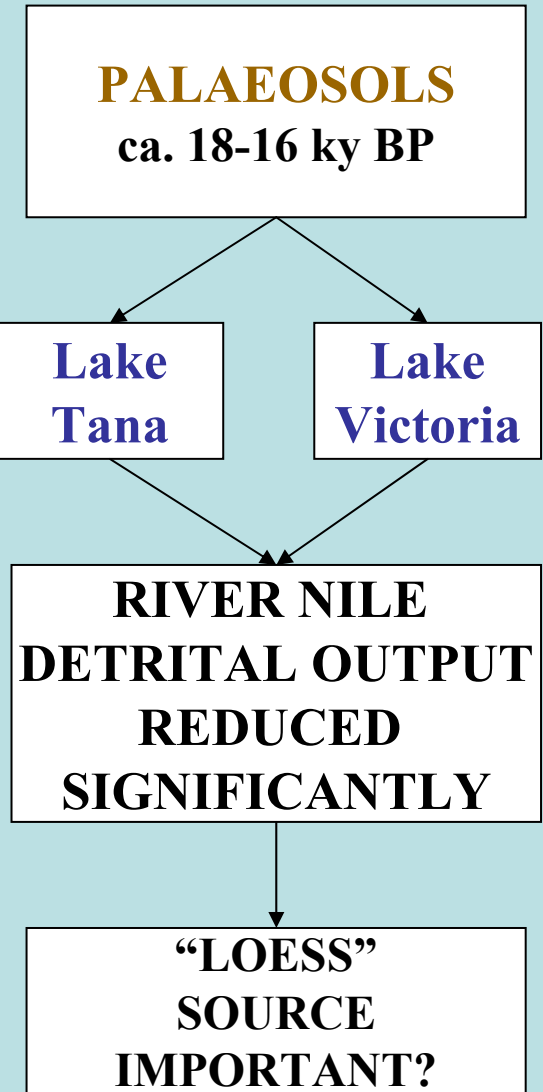 PALAEOSOLS
ca. 18-16 ky BP
Lake
Tana
Lake
Victoria
RIVER NILE
DETRITAL OUTPUT
REDUCED
SIGNIFICANTLY
“LOESS”
SOURCE
IMPORTANT?